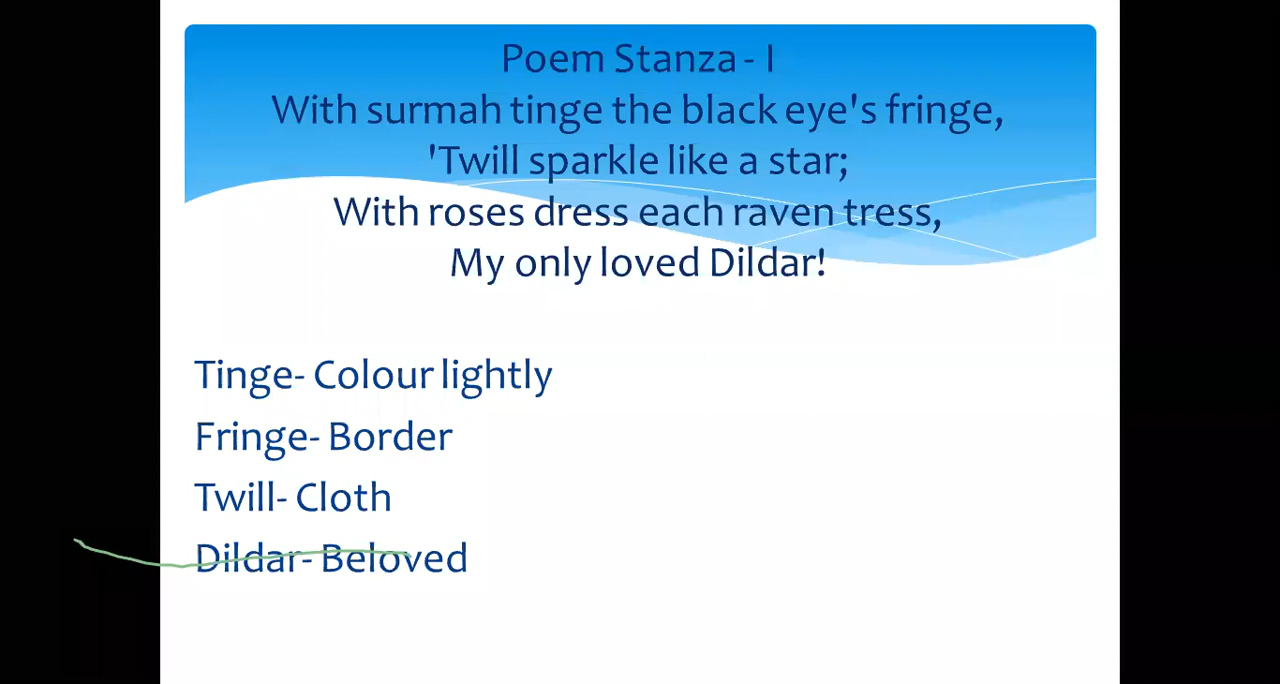 Poem Stanza - I
With surmah tinge the black eye's fringe,
'Twill sparkle like a star;
With roses dress each raven tress,
My only loved Dildar!
Tinge- Colour lightly
Fringe- Border
Twill- Cloth
Dildar- Beloved